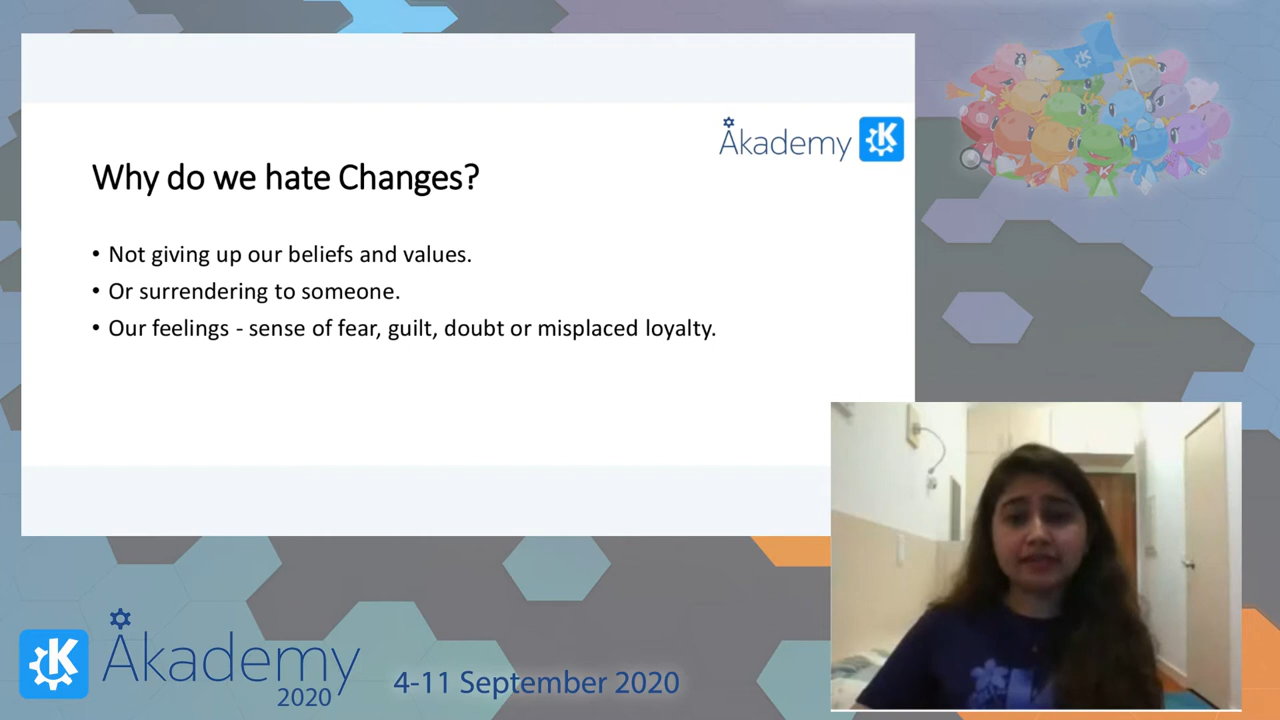 Akademy
Why do we hate Changes?
• Not giving up our beliefs and values.
• Or surrendering to someone.
• Our feelings - sense of fear, guilt, doubt or misplaced loyalty.
Akademy
2020
4-11 September 2020